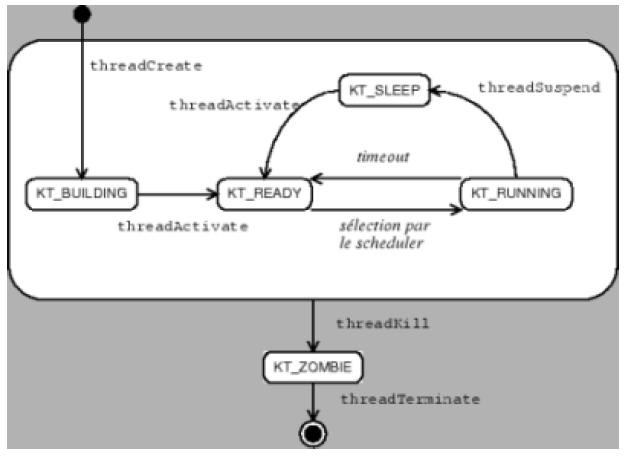 threadCreate
KT_SLEEP
threadSuspend
threadActivate
timeout
KT_BUILDING
KT_READY
KT_RUNNING
threadActivate
sélection par
le scheduler
threadKill
KT_ZOMBIE
threadTerminate